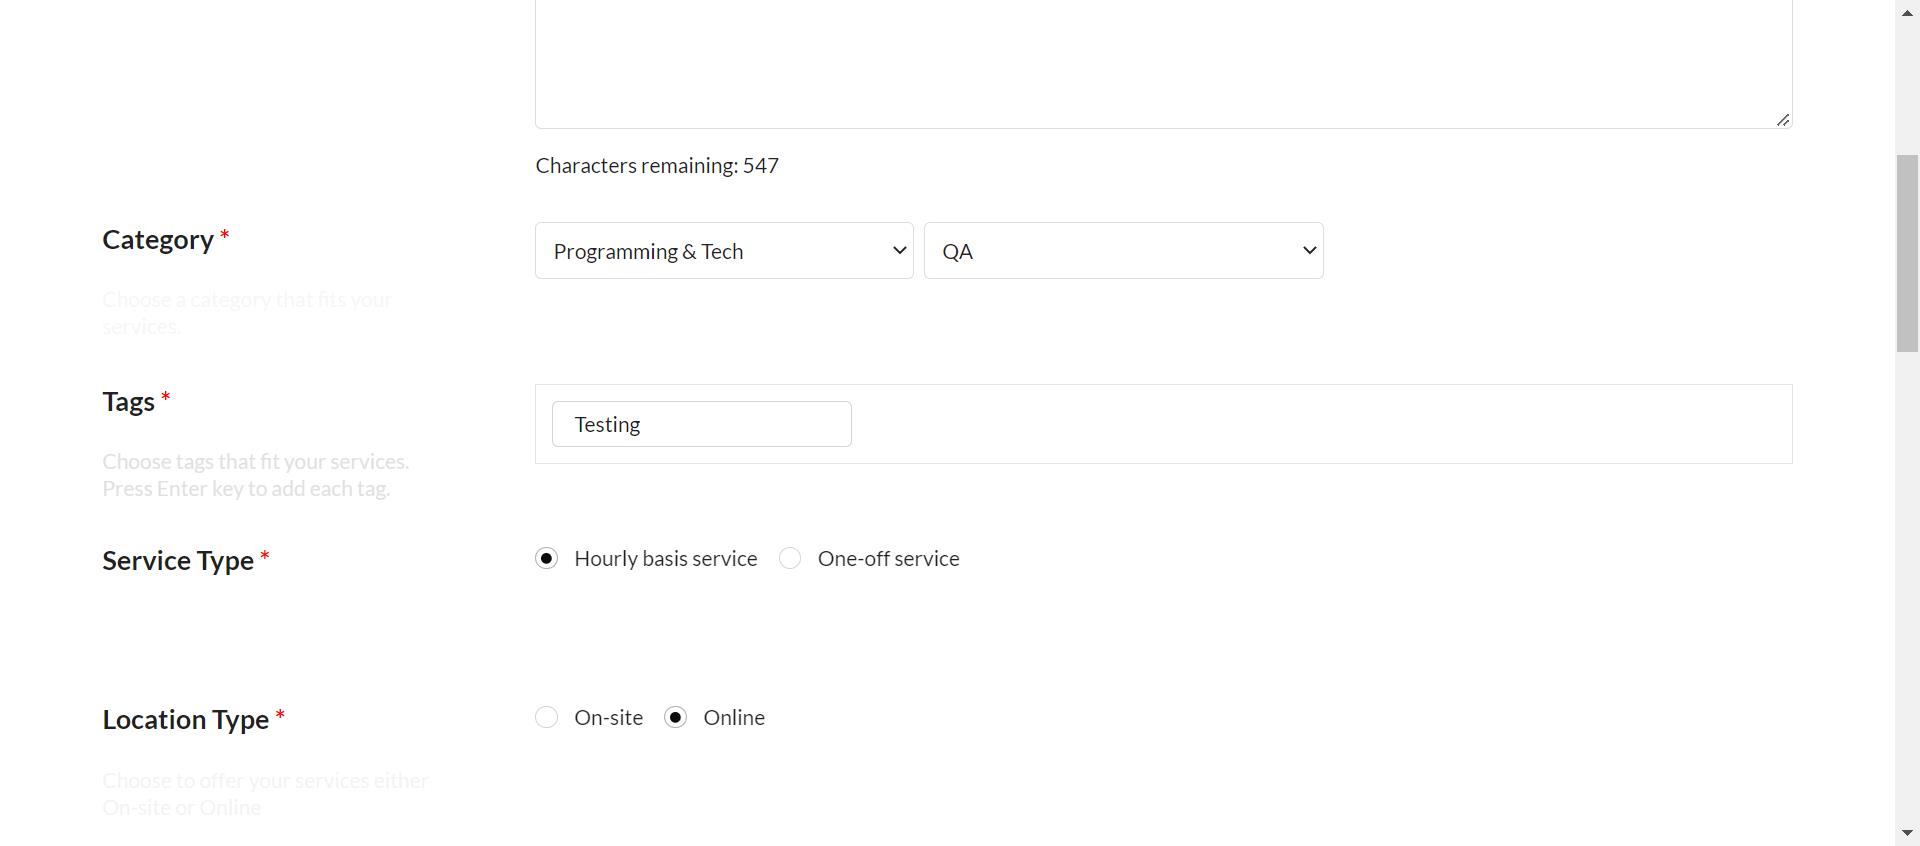 Characters remaining: 547
Category *
Programming & Tech
QA
Choose a category that fits your
services.
Tags *
Testing
Choose tags that fit your services.
Press Enter key to add each tag.
Service Type *
Hourly basis service
One-off service
Location Type *
On-site
Online
Choose to offer your services either
On-site or Online